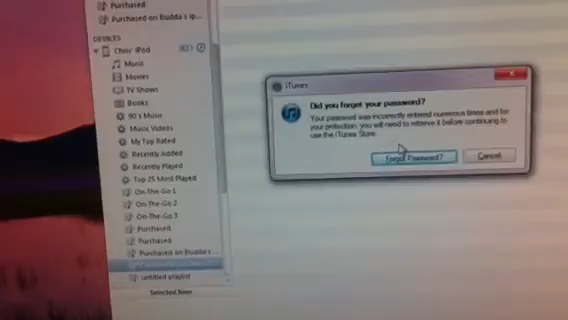 Purchased
Purchased on Budda's ip...
DEVICES
Chris' iPod
Music
Movies
TV Shows
Books
90's Music
Music Videos
My Top Rated
Recently Added
Recently Played
Top 25 Most Played
On-The-Go 1
On-The-Go 2
On-The-Go 3
Purchased
Purchased
Purchased on Budda's...
untitled playlist
iTunes
Did you forget your password?
Your password was incorrectly entered numerous times and for
your protection, you will need to retrieve it before continuing to
use the iTunes Store.
Forgot Password?
Cancel